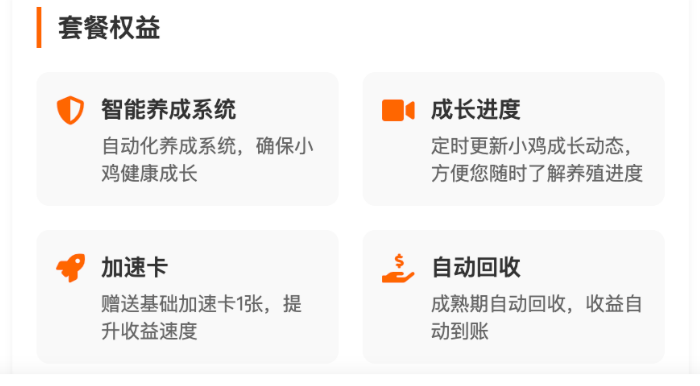 套餐权益
智能养成系统
自动化养成系统，确保小
鸡健康成长
成长进度
定时更新小鸡成长动态，
方便您随时了解养殖进度
加速卡
赠送基础加速卡1张，提
升收益速度
自动回收
成熟期自动回收，收益自
动到账